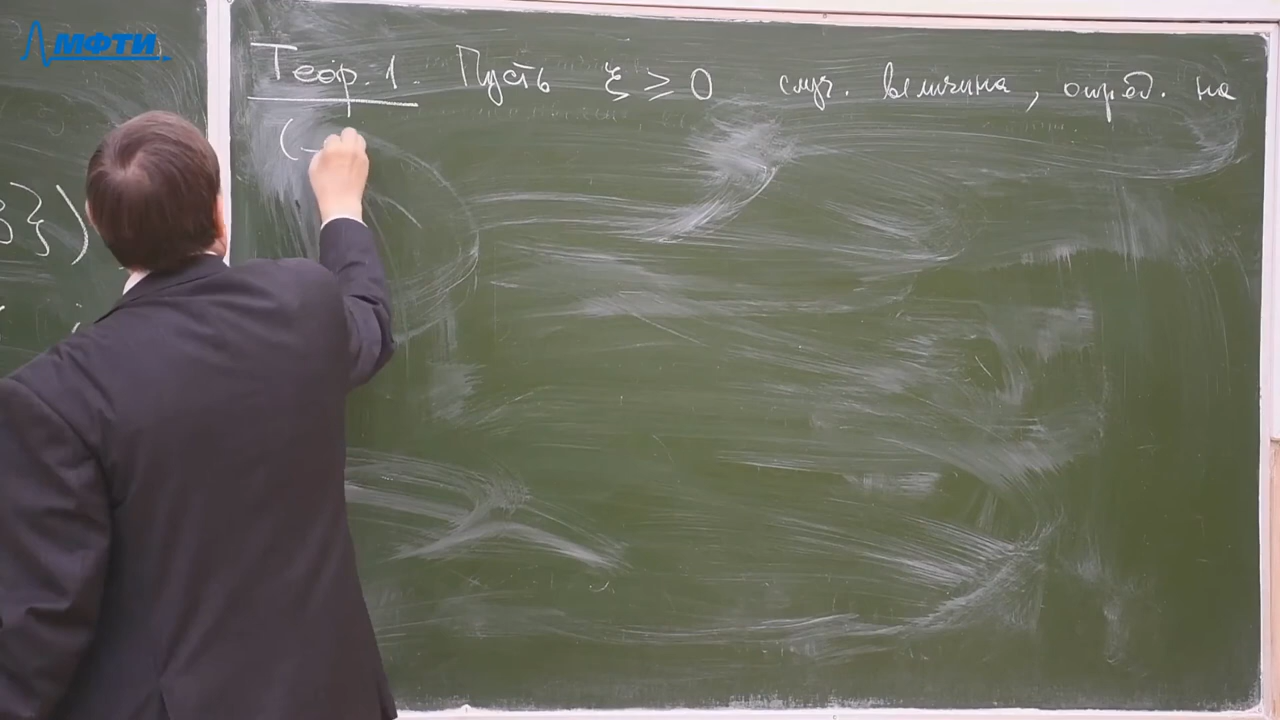 МФТИ
Теор. 1. Пусть ξ ≥ 0 случ. величина, опред. на
(
}})